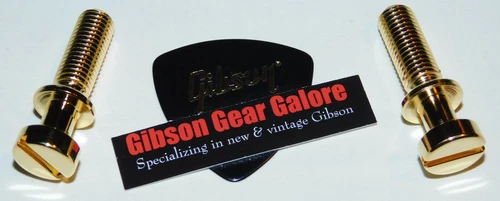 Gibson
Gibson Gear Galore
Specializing in new & vintage Gibson